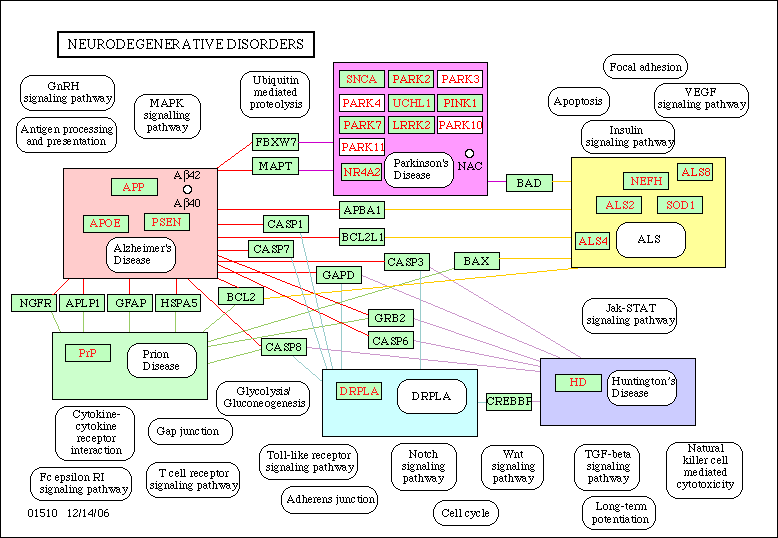 NEURODEGENERATIVE DISORDERS
GnRH
signaling pathway
MAPK
signalling pathway
Antigen processing
and presentation
Ubiquitin
mediated
proteolysis
SNCA
PARK2
PARK3
PARK4
UCHL1
PINK1
PARK7
LRRK2
PARK10
PARK11
NR4A2
Parkinson's
Disease
NAC
Focal adhesion
Apoptosis
VEGF
signaling pathway
Insulin
signaling pathway
FBXW7
MAPT
BAD
APP
Aβ42
Aβ40
APOE
PSEN
Alzheimer's
Disease
NEFH
ALS8
ALS2
SOD1
ALS4
ALS
APBA1
CASP1
BCL2L1
CASP7
CASP3
BAX
GAPD
NGFR
APLP1
GFAP
HSPA5
BCL2
GRB2
CASP6
CASP8
Jak-STAT
signaling pathway
PrP
Prion
Disease
DRPLA
DRPLA
CREBBP
HD
Huntington's
Disease
Glycolysis/
Gluconeogenesis
Cytokine-
cytokine
receptor
interaction
Gap junction
Fc epsilon RI
signaling pathway
T cell receptor
signaling pathway
Toll-like receptor
signaling pathway
Adherens junction
Notch
signaling
pathway
Cell cycle
Wnt
signaling
pathway
TGF-beta
signaling
pathway
Long-term
potentiation
Natural
killer cell
mediated
cytotoxicity
01510 12/14/06